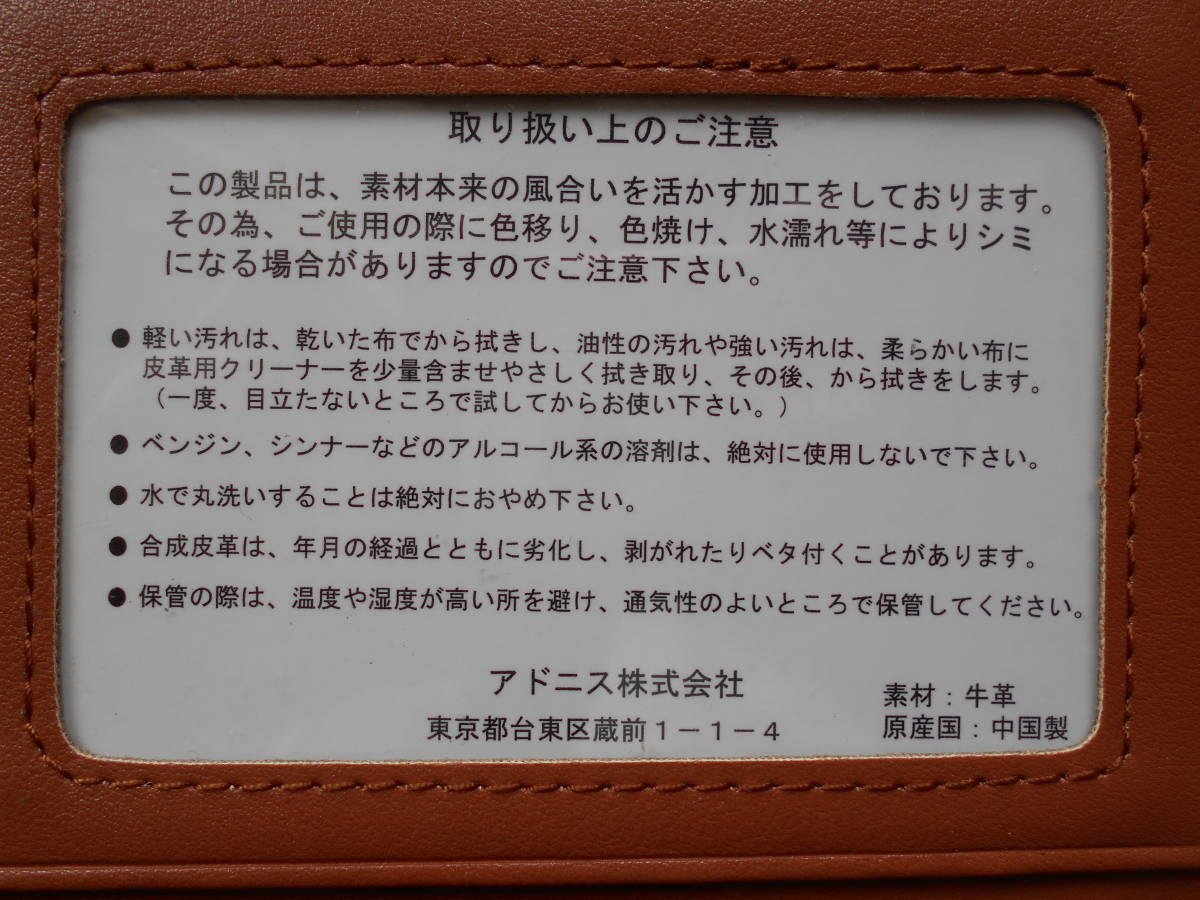 取り扱い上のご注意
この製品は、素材本来の風合いを活かす加工をしております。
その為、ご使用の際に色移り、色焼け、水濡れ等によりシミ
になる場合がありますのでご注意下さい。
● 軽い汚れは、乾いた布でから拭きし、油性の汚れや強い汚れは、柔らかい布に
皮革用クリーナーを少量含ませやさしく拭き取り、その後、から拭きをします。
（一度、目立たないところで試してからお使い下さい。）
● ベンジン、シンナーなどのアルコール系の溶剤は、絶対に使用しないで下さい。
● 水で丸洗いすることは絶対におやめ下さい。
● 合成皮革は、年月の経過とともに劣化し、剥がれたりベタ付くことがあります。
● 保管の際は、温度や湿度が高い所を避け、通気性のよいところで保管してください。
アドニス株式会社
東京都台東区蔵前１－１－４
素材：牛革
原産国：中国製